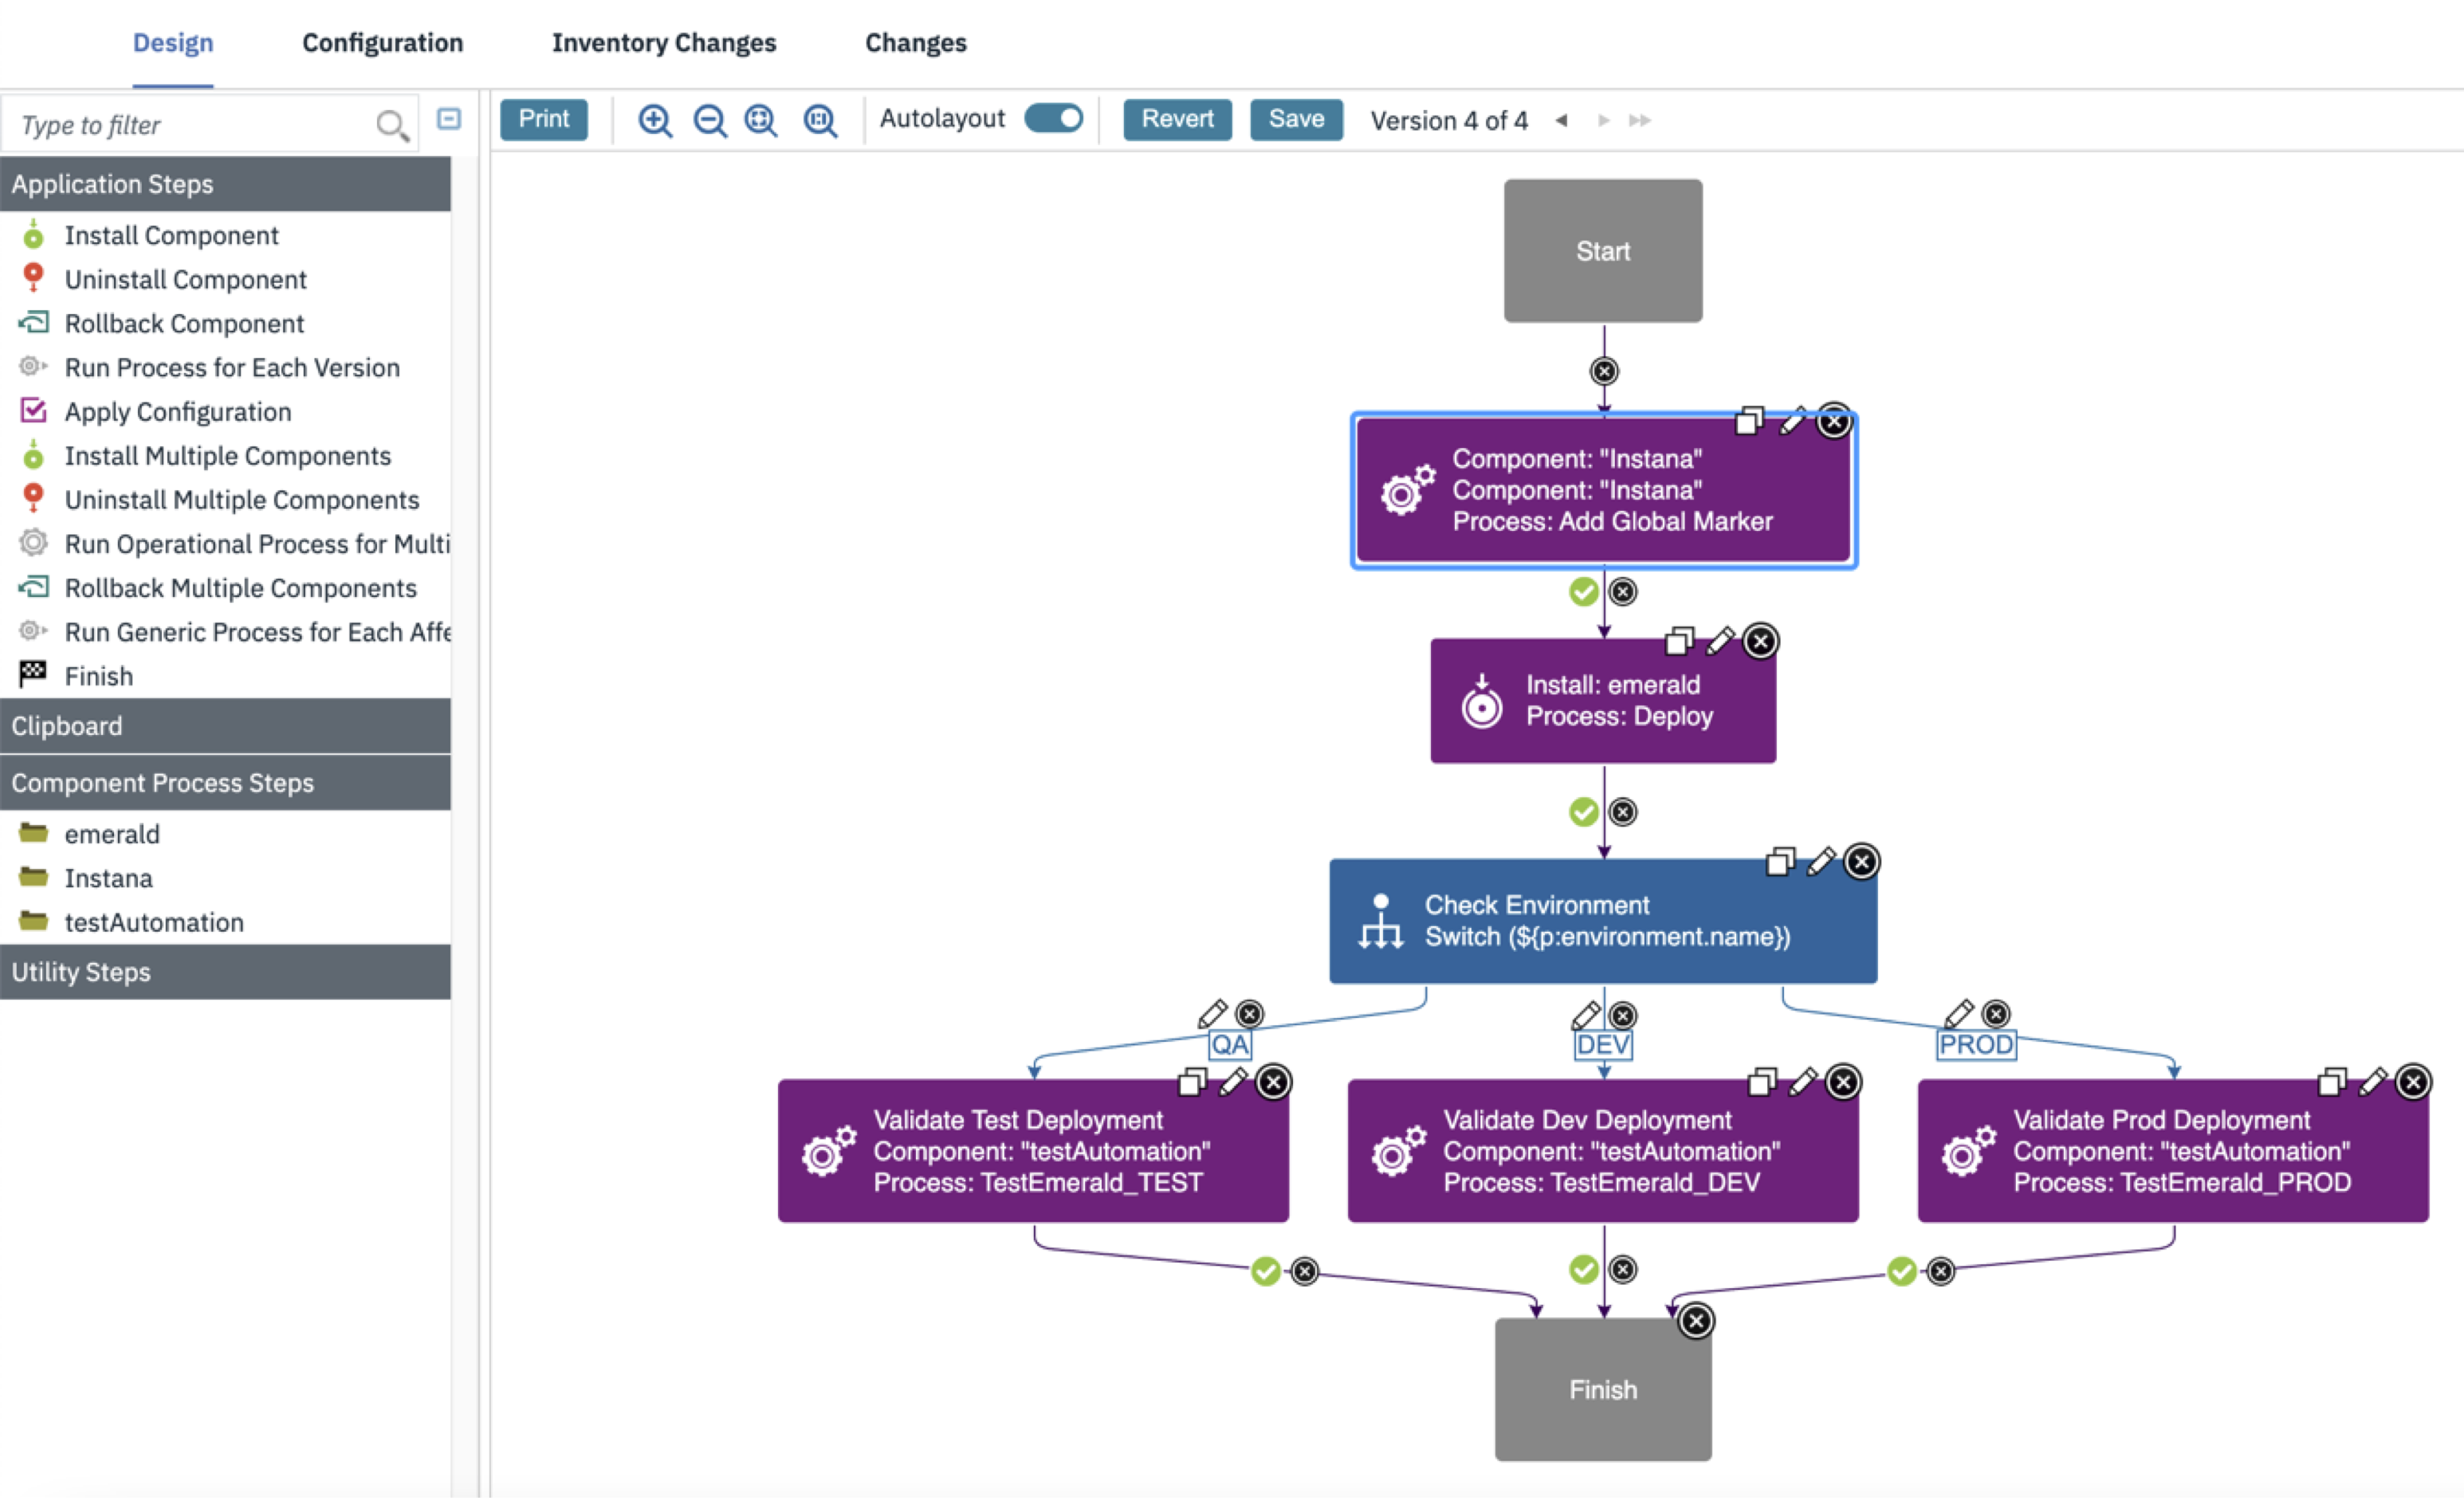 Design
Configuration
Inventory Changes
Changes
Type to filter
Print
Autolayout
Revert
Save
Version 4 of 4
Application Steps
Install Component
Uninstall Component
Rollback Component
Run Process for Each Version
Apply Configuration
Install Multiple Components
Uninstall Multiple Components
Run Operational Process for Multi
Rollback Multiple Components
Run Generic Process for Each Affe
Finish
Clipboard
Component Process Steps
emerald
Instana
testAutomation
Utility Steps
Start
Component: "Instana"
Component: "Instana"
Process: Add Global Marker
Install: emerald
Process: Deploy
Check Environment
Switch (${p:environment.name})
QA
DEV
PROD
Validate Test Deployment
Component: "testAutomation"
Process: TestEmerald_TEST
Validate Dev Deployment
Component: "testAutomation"
Process: TestEmerald_DEV
Validate Prod Deployment
Component: "testAutomation"
Process: TestEmerald_PROD
Finish